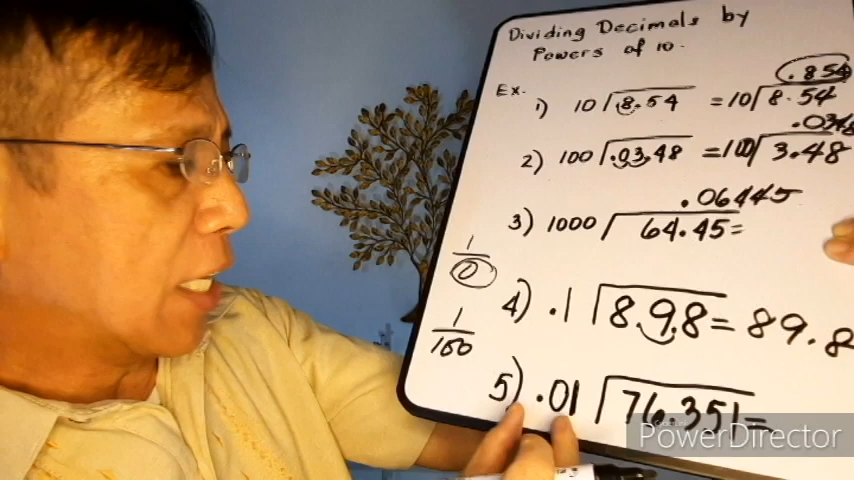 Dividing Decimals by
Powers of 10.
Ex.
.854
1) 10 8.54 = 10 8.54
.0348
2) 100 .03.48 = 100 3.48
.06445
3) 1000 64.45 =
1/10
4) .1 8.9.8 = 89.8
1/100
5) .01 76.351 =
PowerDirector